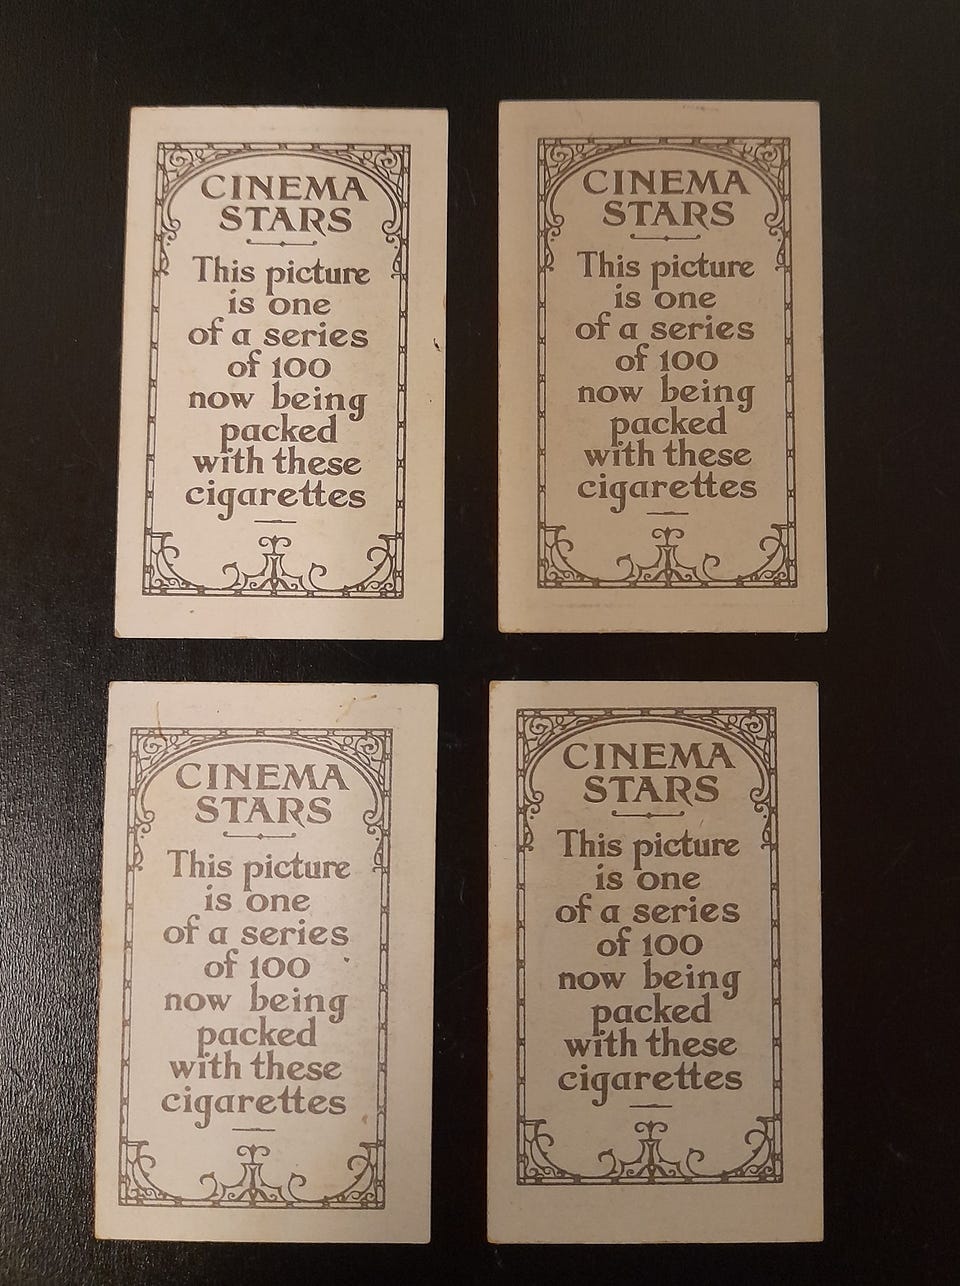 CINEMA
STARS
This picture
is one
of a series
of 100
now being
packed
with these
cigarettes
CINEMA
STARS
This picture
is one
of a series
of 100
now being
packed
with these
cigarettes
CINEMA
STARS
This picture
is one
of a series
of 100
now being
packed
with these
cigarettes
CINEMA
STARS
This picture
is one
of a series
of 100
now being
packed
with these
cigarettes